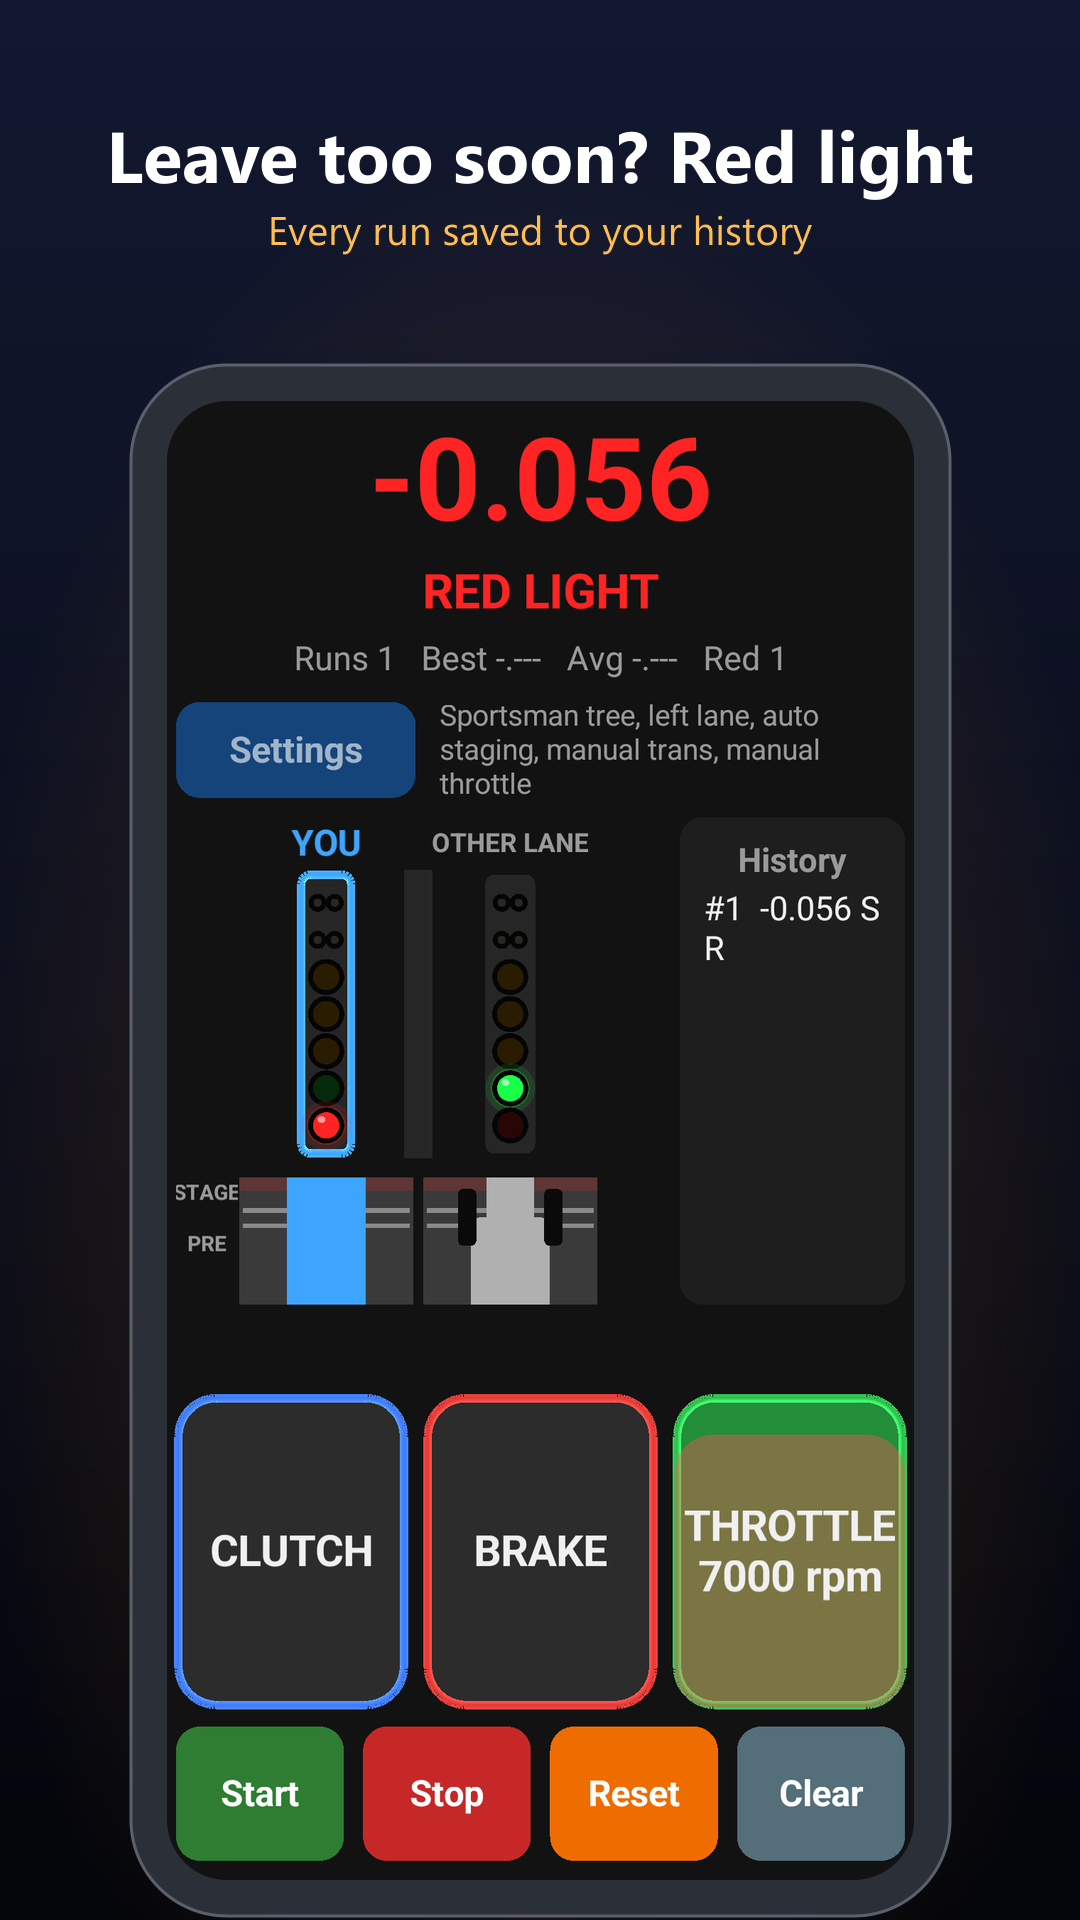 Leave too soon? Red light
Every run saved to your history
-0.056
RED LIGHT
Runs 1 Best -.--- Avg -.--- Red 1
Settings
Sportsman tree, left lane, auto
staging, manual trans, manual
throttle
YOU
OTHER LANE
History
#1 -0.056 S
R
STAGE
PRE
CLUTCH
BRAKE
THROTTLE
7000 rpm
Start
Stop
Reset
Clear